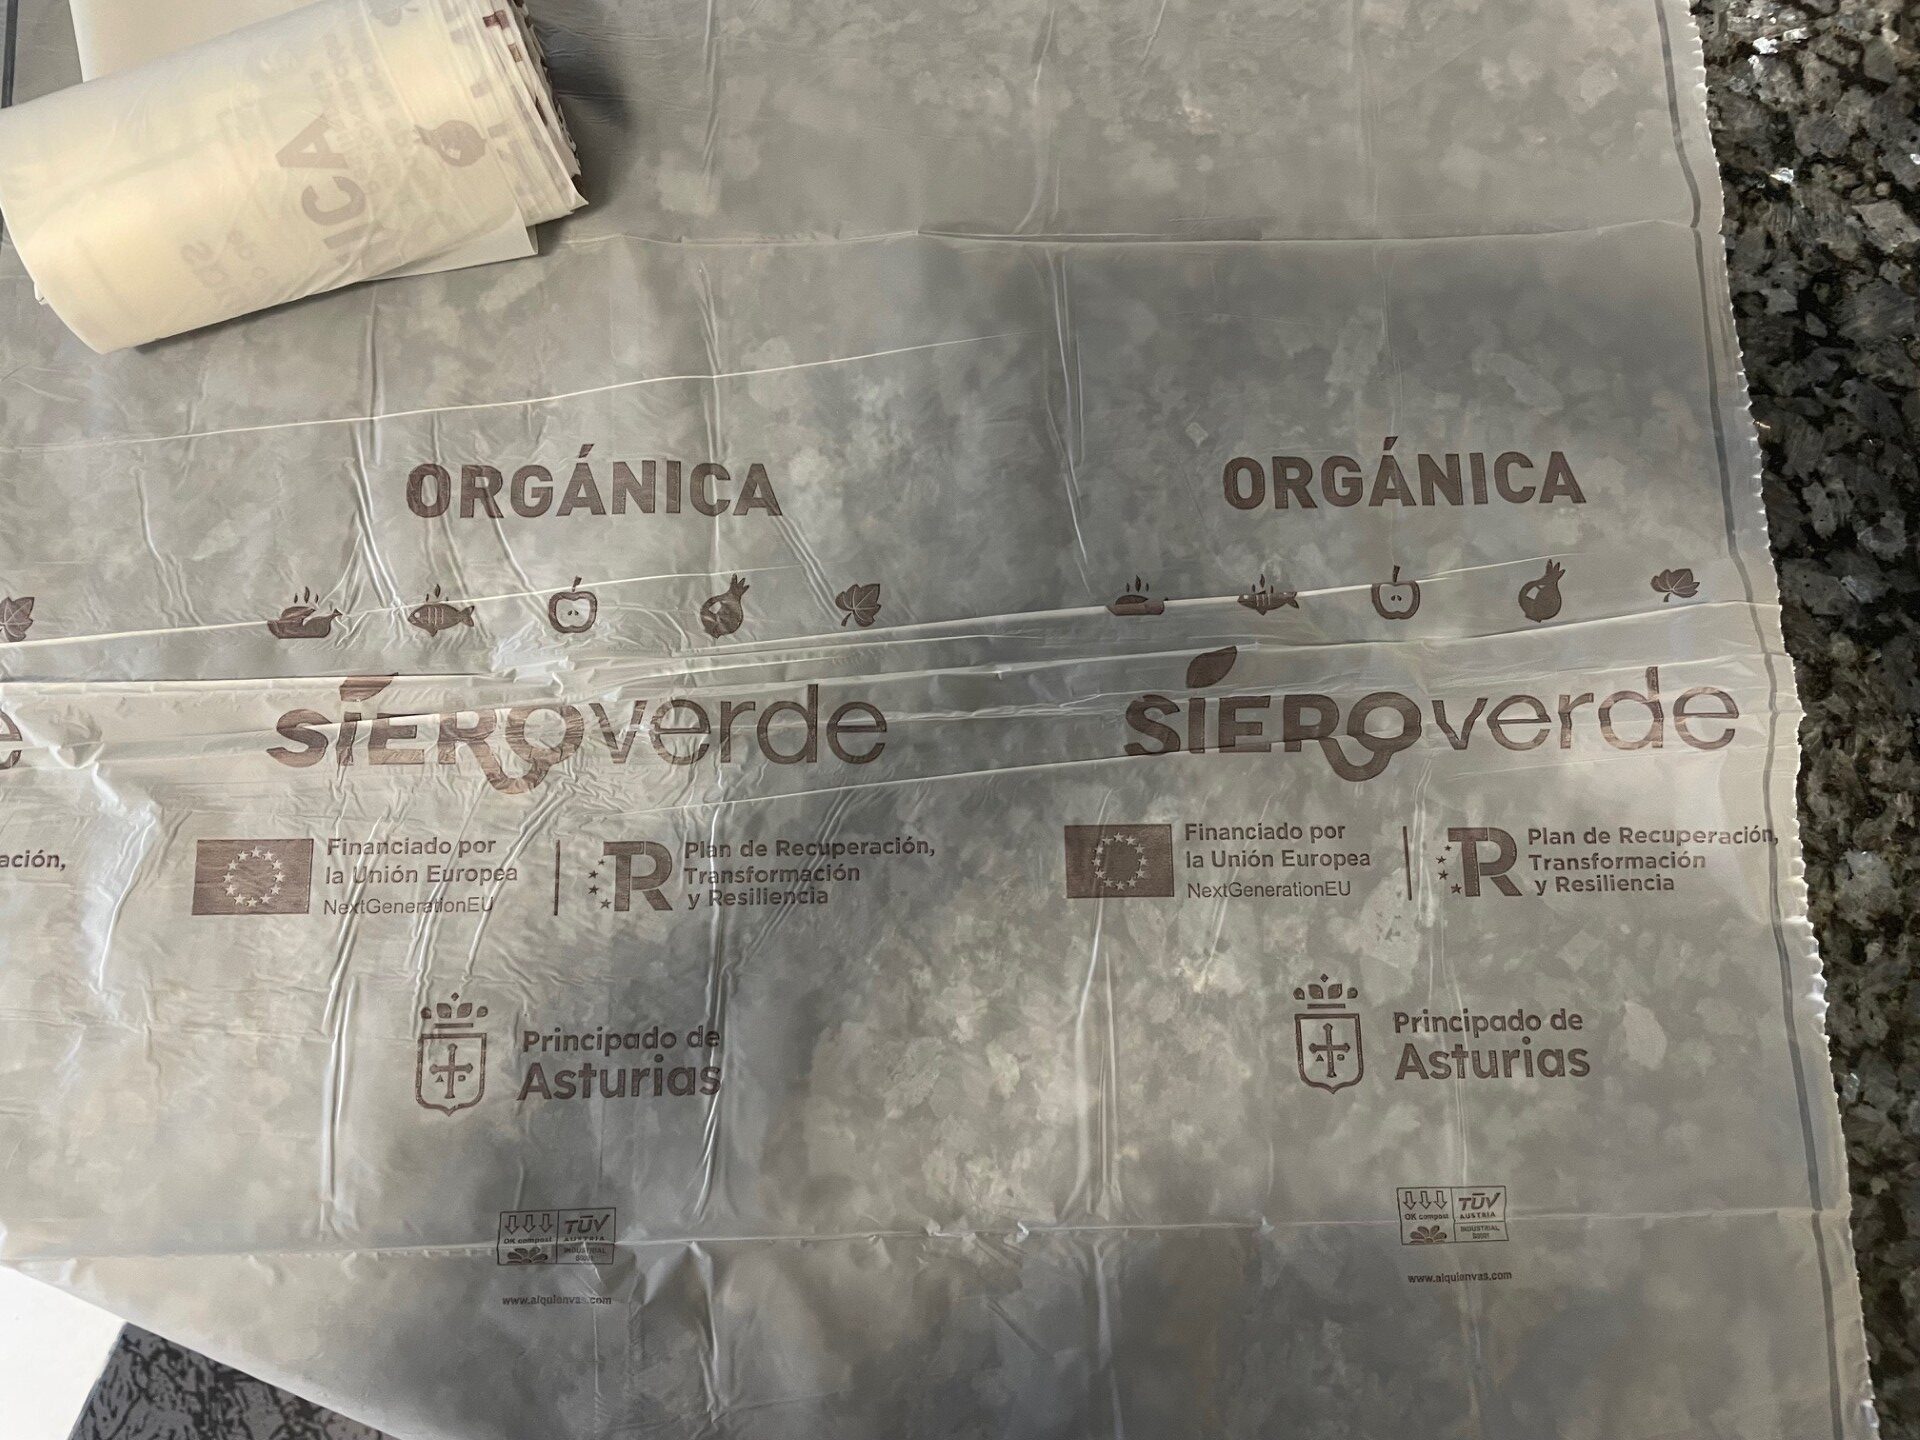 ORGÁNICA
SIEROverde
Financiado por
la Unión Europea
NextGenerationEU
Plan de Recuperación,
Transformación
y Resiliencia
Principado de
Asturias
OK compost
TÜV
AUSTRIA
INDUSTRIAL
www.alquienvas.com
ORGÁNICA
SIEROverde
Financiado por
la Unión Europea
NextGenerationEU
Plan de Recuperación,
Transformación
y Resiliencia
Principado de
Asturias
OK compost
TÜV
AUSTRIA
INDUSTRIAL
www.alquienvas.com